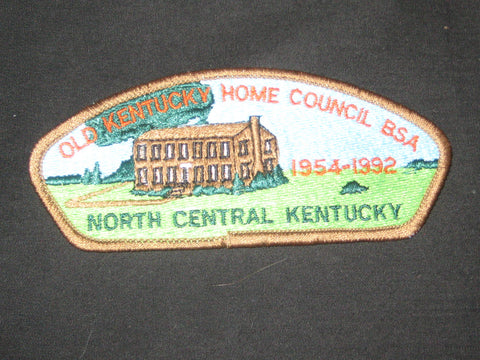 OLD KENTUCKY HOME COUNCIL BSA
1954-1992
NORTH CENTRAL KENTUCKY